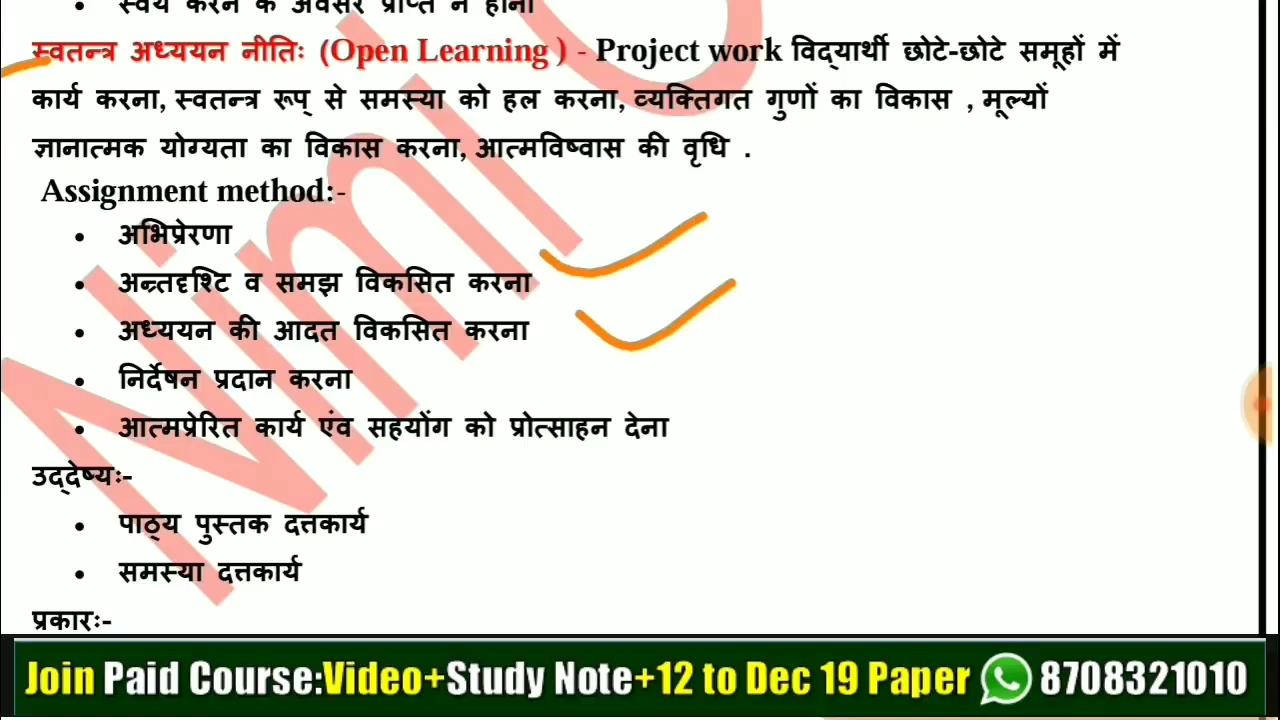 स्वयं करने के अवसर प्राप्त न होना
स्वतन्त्र अध्ययन नीतिः (Open Learning ) - Project work विद्यार्थी छोटे-छोटे समूहों में
कार्य करना, स्वतन्त्र रूप् से समस्या को हल करना, व्यक्तिगत गुणों का विकास , मूल्यों
ज्ञानात्मक योग्यता का विकास करना, आत्मविष्वास की वृधि .
Assignment method:-
• अभिप्रेरणा
• अन्र्तदृश्टि व समझ विकसित करना
• अध्ययन की आदत विकसित करना
• निर्देषन प्रदान करना
• आत्मप्रेरित कार्य एंव सहयोंग को प्रोत्साहन देना
उद्देष्यः-
• पाठ्य पुस्तक दत्तकार्य
• समस्या दत्तकार्य
प्रकारः-
Join Paid Course:Video+Study Note+12 to Dec 19 Paper 8708321010